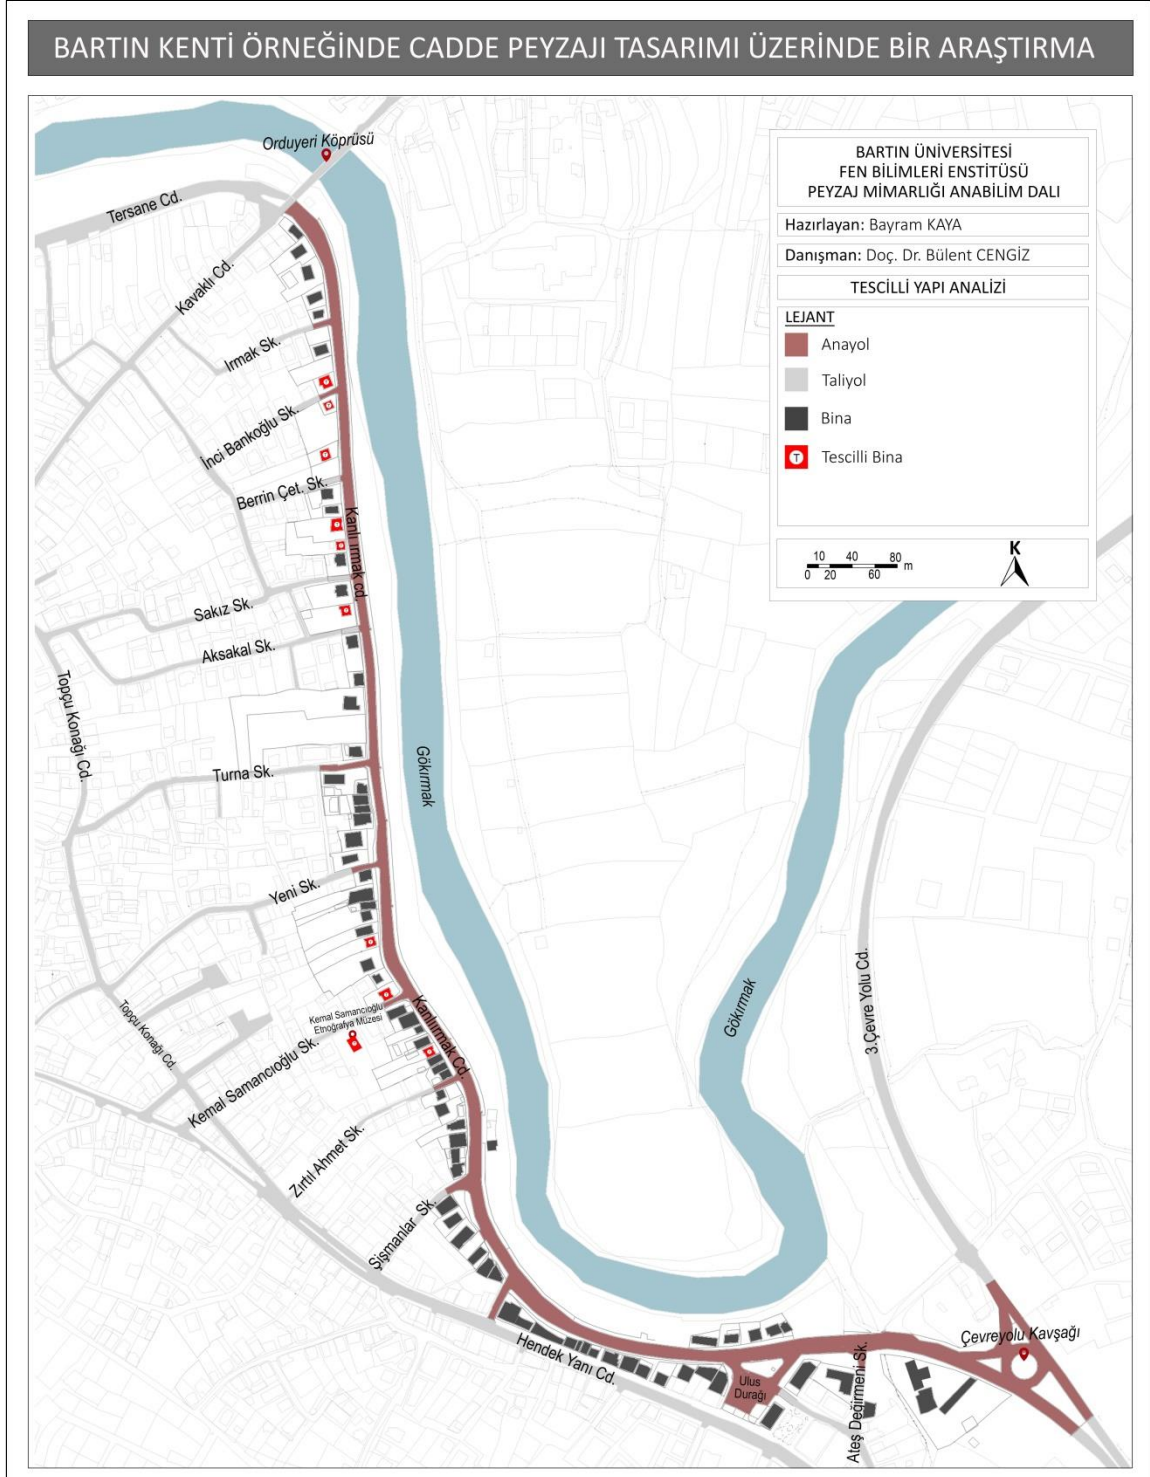 BARTIN KENTİ ÖRNEĞİNDE CADDE PEYZAJI TASARIMI ÜZERİNDE BİR ARAŞTIRMA
Orduyeri Köprüsü
BARTIN ÜNİVERSİTESİ
FEN BİLİMLERİ ENSTİTÜSÜ
PEYZAJ MİMARLIĞI ANABİLİM DALI
Hazırlayan: Bayram KAYA
Danışman: Doç. Dr. Bülent CENGİZ
TESCİLLİ YAPI ANALİZİ
LEJANT
Anayol
Taliyol
Bina
T Tescilli Bina
10 40 80 m
0 20 60
K
Tersane Cd.
Kavaklı Cd.
Irmak Sk.
İnci Bankoğlu Sk.
Berrin Çet. Sk.
Kanlı ırmak cd.
Sakız Sk.
Aksakal Sk.
Topçu Konağı Cd.
Turna Sk.
Gökırmak
Yeni Sk.
Topçu Konağı Cd.
Kemal Samancıoğlu
Etnoğrafya Müzesi
Kanlıırmak Cd.
Kemal Samancıoğlu Sk.
Gökırmak
3.Çevre Yolu Cd.
Zırtıl Ahmet Sk.
Şişmanlar Sk.
Hendek Yanı Cd.
Ulus
Durağı
Ateş Değirmeni Sk.
Çevreyolu Kavşağı